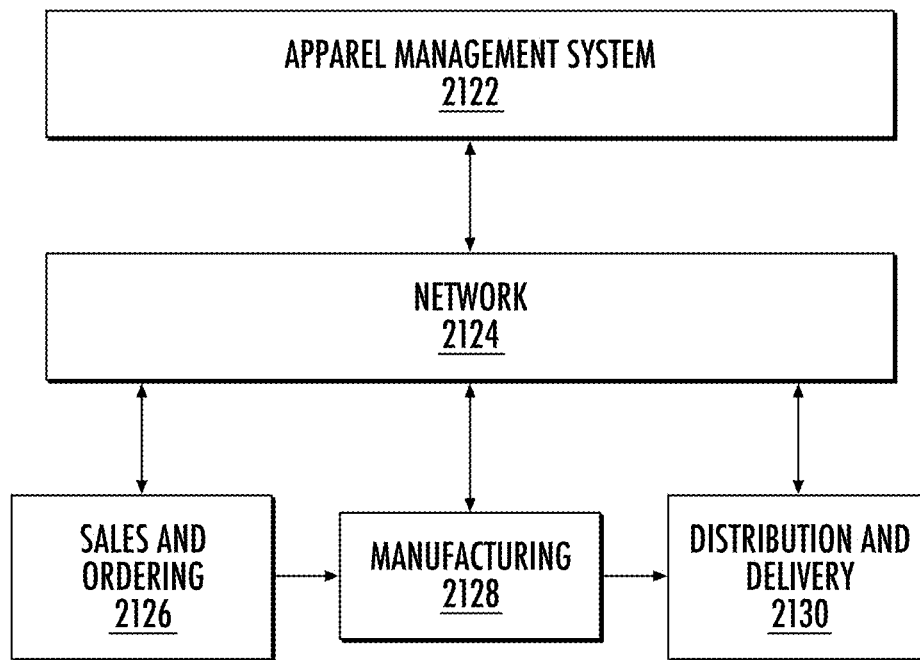 APPAREL MANAGEMENT SYSTEM
2122
NETWORK
2124
SALES AND
ORDERING
2126
MANUFACTURING
2128
DISTRIBUTION AND
DELIVERY
2130